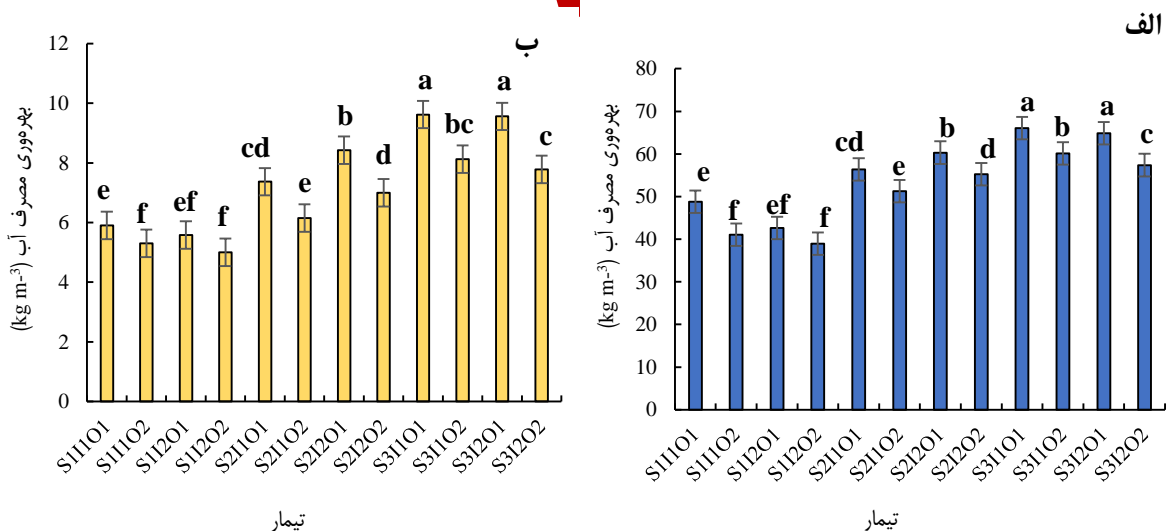 الف
بهره‌وری مصرف آب (kg m-³)
80
70
60
50
40
30
20
10
0
e
f
ef
f
cd
e
b
d
a
b
a
c
S1I1O1
S1I1O2
S1I2O1
S1I2O2
S2I1O1
S2I1O2
S2I2O1
S2I2O2
S3I1O1
S3I1O2
S3I2O1
S3I2O2
تیمار
ب
بهره‌وری مصرف آب (kg m-³)
12
10
8
6
4
2
0
e
f
ef
f
cd
e
b
d
a
bc
a
c
S1I1O1
S1I1O2
S1I2O1
S1I2O2
S2I1O1
S2I1O2
S2I2O1
S2I2O2
S3I1O1
S3I1O2
S3I2O1
S3I2O2
تیمار